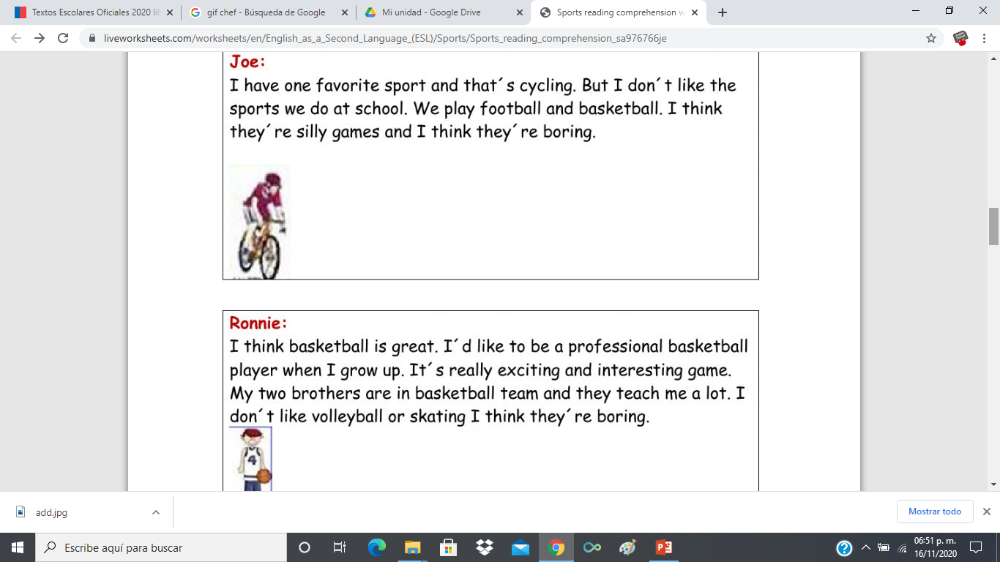 Textos Escolares Oficiales 2020 li
gif chef - Búsqueda de Google
Mi unidad - Google Drive
Sports reading comprehension w
liveworksheets.com/worksheets/en/English_as_a_Second_Language_(ESL)/Sports/Sports_reading_comprehension_sa976766je
Joe:
I have one favorite sport and that´s cycling. But I don´t like the
sports we do at school. We play football and basketball. I think
they´re silly games and I think they´re boring.
Ronnie:
I think basketball is great. I´d like to be a professional basketball
player when I grow up. It´s really exciting and interesting game.
My two brothers are in basketball team and they teach me a lot. I
don´t like volleyball or skating I think they´re boring.
4
add.jpg
Mostrar todo
Escribe aquí para buscar
06:51 p. m.
16/11/2020